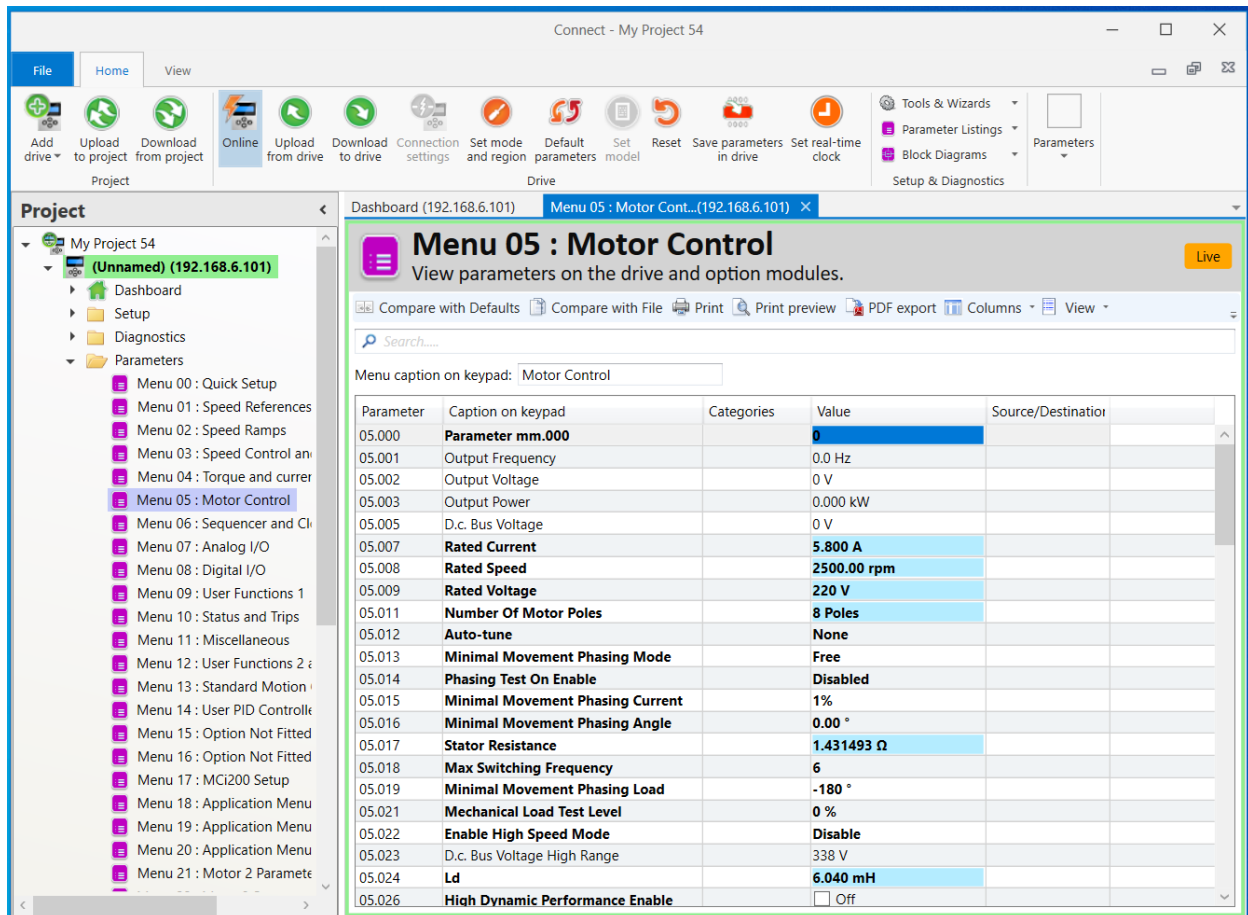 Connect - My Project 54
File Home View
Add drive
Upload to project
Download from project
Online
Upload from drive
Download to drive
Connection settings
Set mode and region
Default parameters
Set model
Reset
Save parameters in drive
Set real-time clock
Tools & Wizards
Parameter Listings
Block Diagrams
Parameters
Project
Drive
Setup & Diagnostics
Project
My Project 54
(Unnamed) (192.168.6.101)
Dashboard
Setup
Diagnostics
Parameters
Menu 00 : Quick Setup
Menu 01 : Speed References
Menu 02 : Speed Ramps
Menu 03 : Speed Control an
Menu 04 : Torque and currer
Menu 05 : Motor Control
Menu 06 : Sequencer and Cl
Menu 07 : Analog I/O
Menu 08 : Digital I/O
Menu 09 : User Functions 1
Menu 10 : Status and Trips
Menu 11 : Miscellaneous
Menu 12 : User Functions 2 a
Menu 13 : Standard Motion
Menu 14 : User PID Controlle
Menu 15 : Option Not Fitted
Menu 16 : Option Not Fitted
Menu 17 : MCi200 Setup
Menu 18 : Application Menu
Menu 19 : Application Menu
Menu 20 : Application Menu
Menu 21 : Motor 2 Paramete
Dashboard (192.168.6.101) Menu 05 : Motor Cont...(192.168.6.101)
Menu 05 : Motor Control
View parameters on the drive and option modules.
Live
Compare with Defaults Compare with File Print Print preview PDF export Columns View
Search.....
Menu caption on keypad: Motor Control
Parameter Caption on keypad Categories Value Source/Destination
05.000 Parameter mm.000 0
05.001 Output Frequency 0.0 Hz
05.002 Output Voltage 0 V
05.003 Output Power 0.000 kW
05.005 D.c. Bus Voltage 0 V
05.007 Rated Current 5.800 A
05.008 Rated Speed 2500.00 rpm
05.009 Rated Voltage 220 V
05.011 Number Of Motor Poles 8 Poles
05.012 Auto-tune None
05.013 Minimal Movement Phasing Mode Free
05.014 Phasing Test On Enable Disabled
05.015 Minimal Movement Phasing Current 1%
05.016 Minimal Movement Phasing Angle 0.00 °
05.017 Stator Resistance 1.431493 Ω
05.018 Max Switching Frequency 6
05.019 Minimal Movement Phasing Load -180 °
05.021 Mechanical Load Test Level 0 %
05.022 Enable High Speed Mode Disable
05.023 D.c. Bus Voltage High Range 338 V
05.024 Ld 6.040 mH
05.026 High Dynamic Performance Enable Off